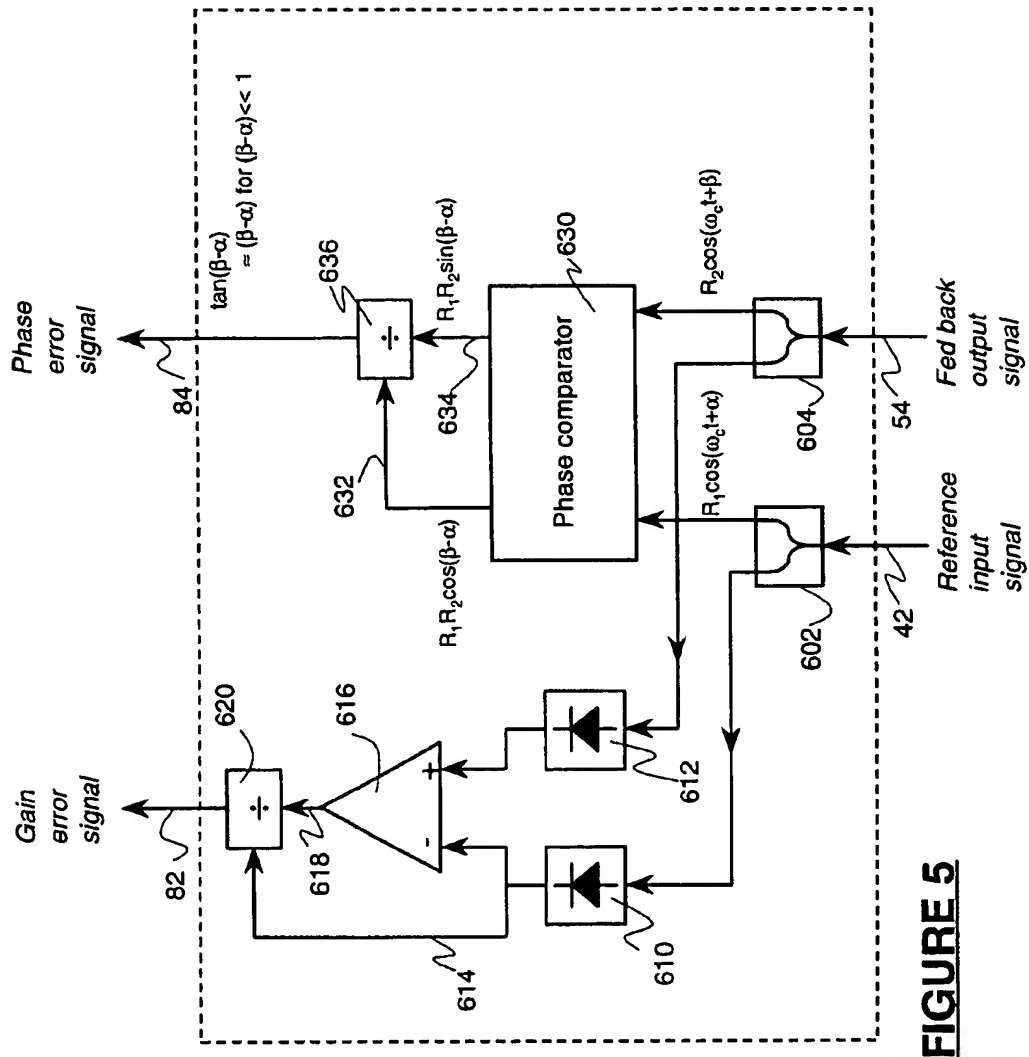 Gain
error
signal
Phase
error
signal
82
84
tan(β-α)
≈ (β-α) for (β-α)<< 1
620
÷
636
÷
616
618
632
634
R₁R₂sin(β-α)
R₁R₂cos(β-α)
- +
614
612
610
Phase comparator
630
R₁cos(ω꜀t+α)
R₂cos(ω꜀t+β)
602
604
42
54
Reference
input
signal
Fed back
output
signal
FIGURE 5